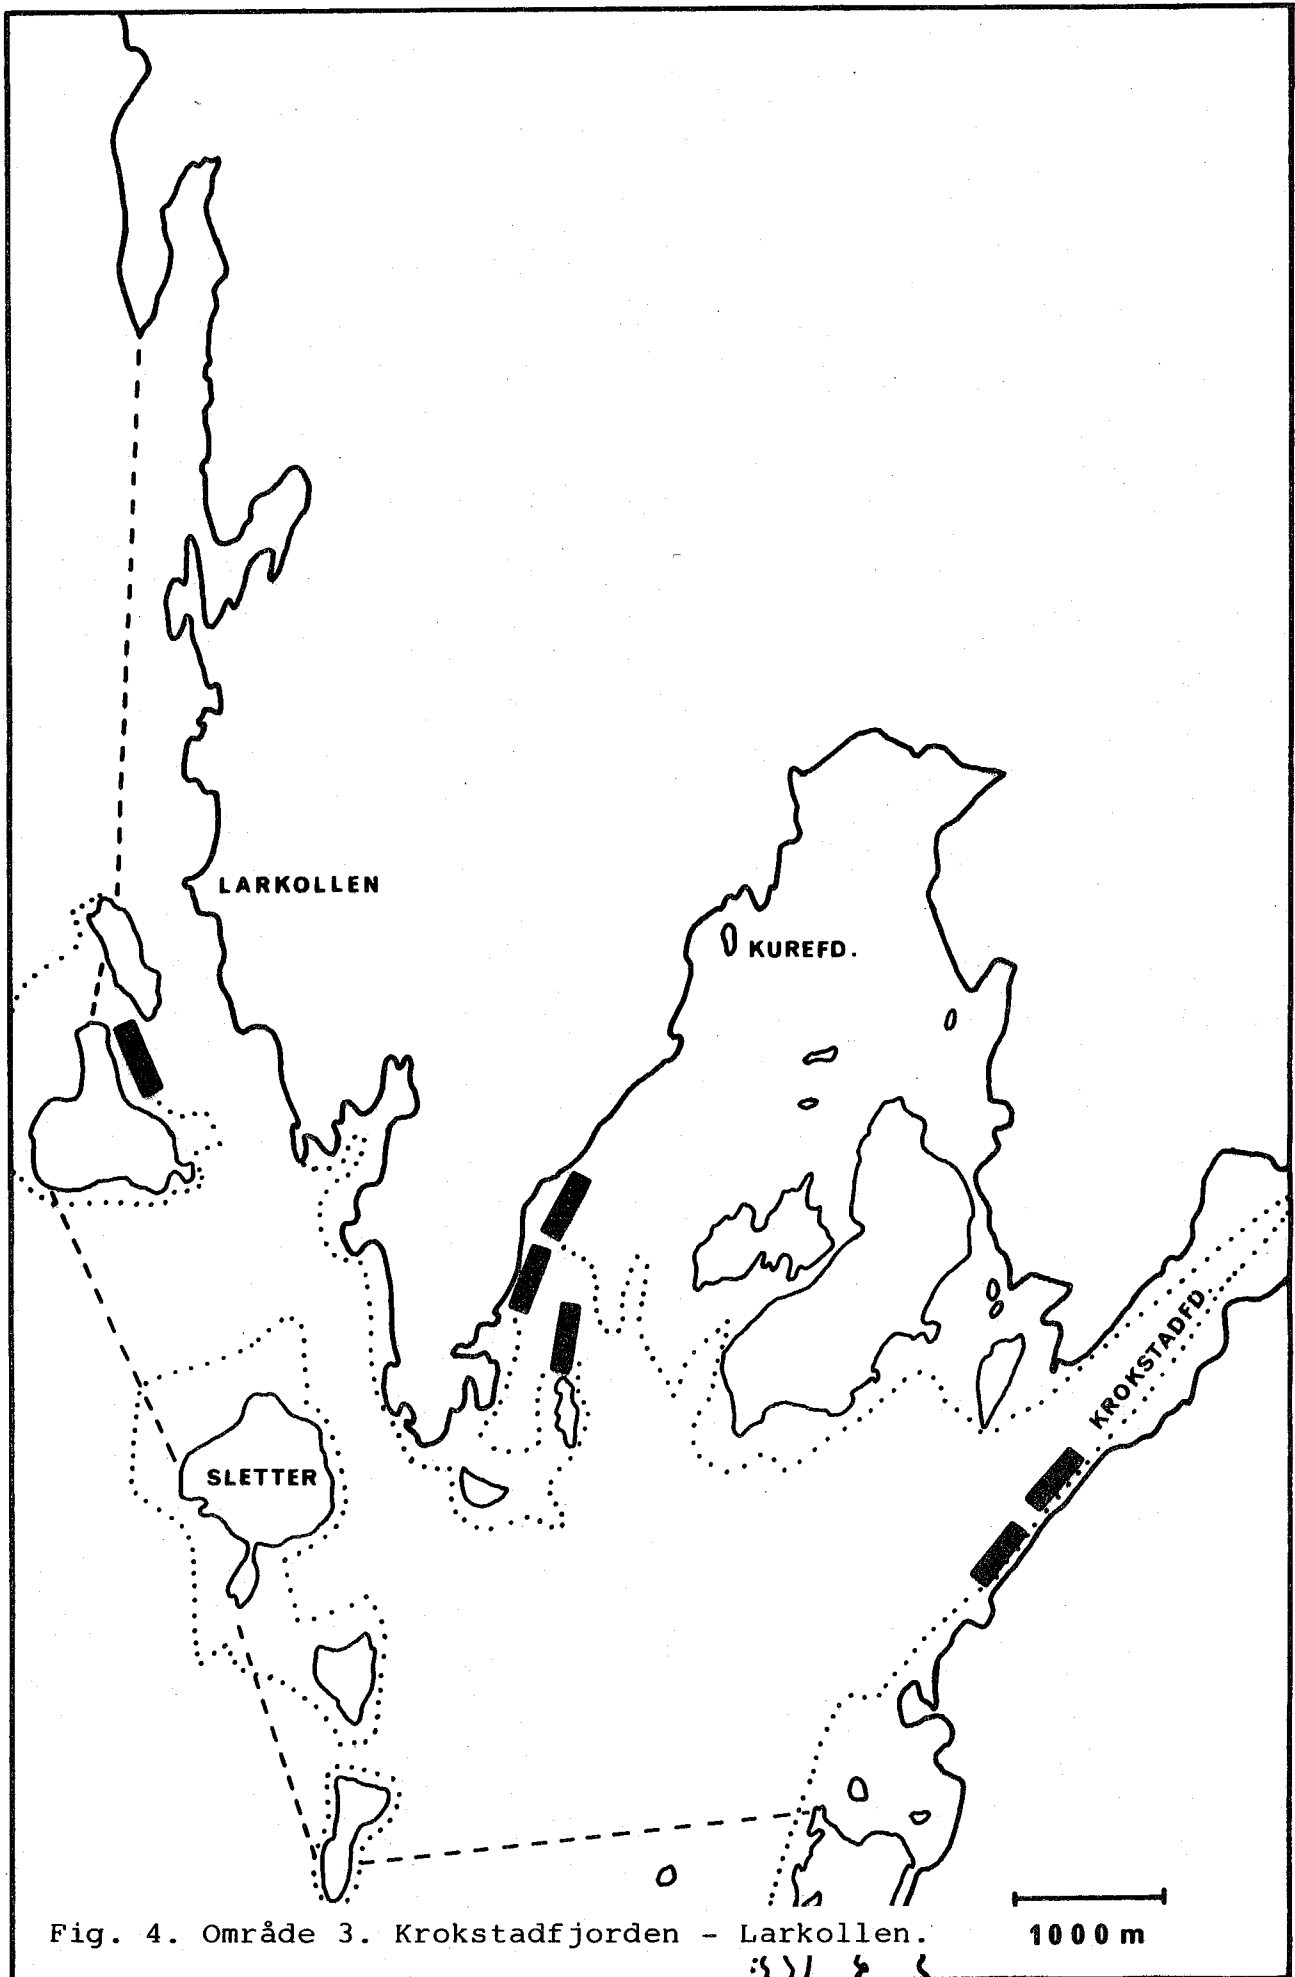 LARKOLLEN
KUREFD.
KROKSTADFD.
SLETTER
1000 m
Fig. 4. Område 3. Krokstadfjorden - Larkollen.